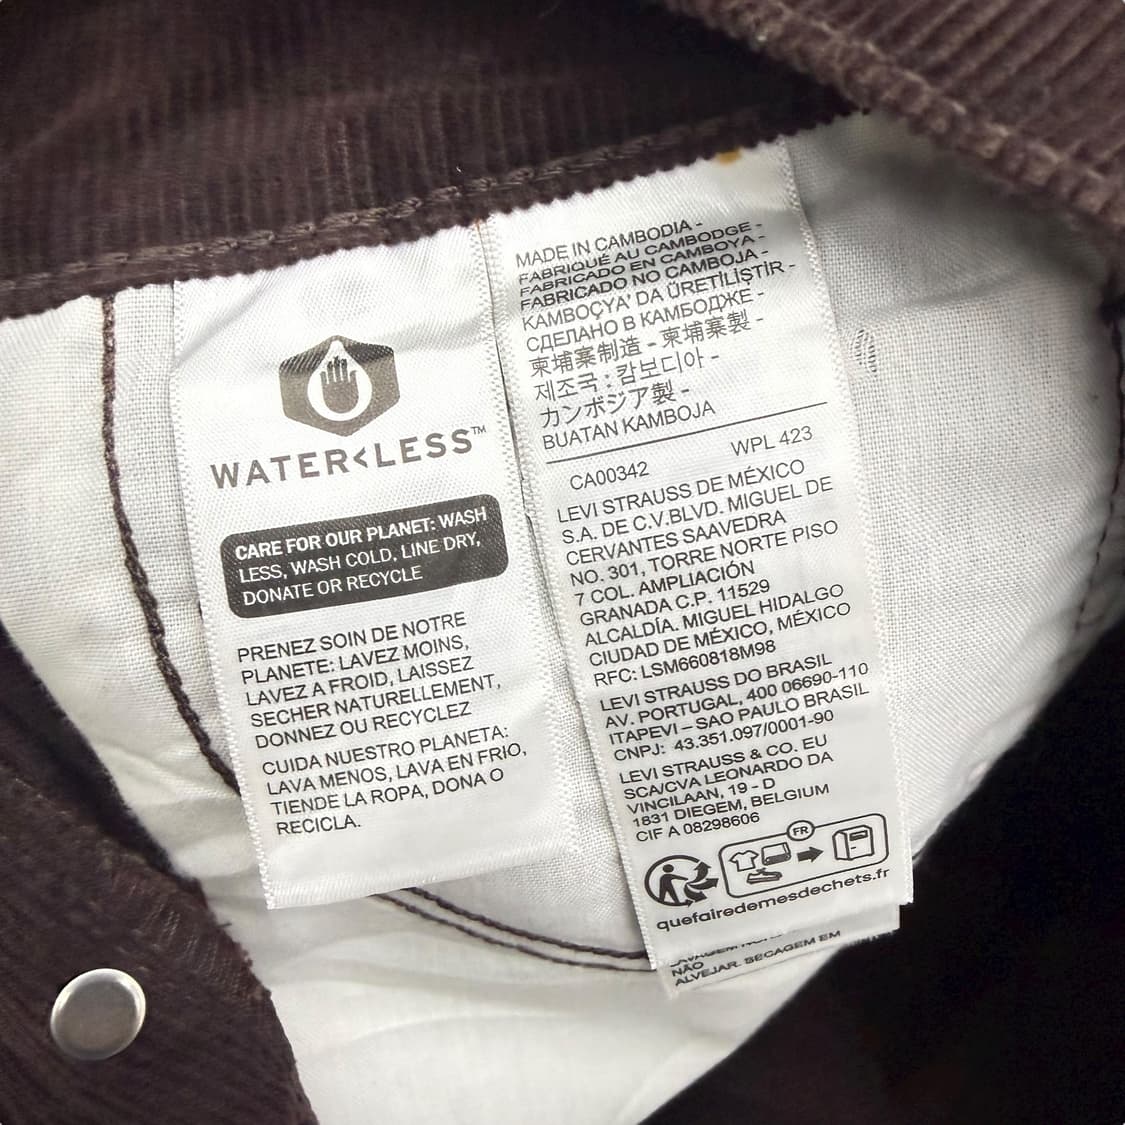 WATER<LESS™
CARE FOR OUR PLANET: WASH
LESS, WASH COLD, LINE DRY,
DONATE OR RECYCLE
PRENEZ SOIN DE NOTRE
PLANETE: LAVEZ MOINS,
LAVEZ A FROID, LAISSEZ
SECHER NATURELLEMENT,
DONNEZ OU RECYCLEZ
CUIDA NUESTRO PLANETA:
LAVA MENOS, LAVA EN FRIO,
TIENDE LA ROPA, DONA O
RECICLA.
MADE IN CAMBODIA -
FABRIQUÉ AU CAMBODGE -
FABRICADO EN CAMBOYA -
FABRICADO NO CAMBOJA -
KAMBOÇYA' DA ÜRETİLİŞTİR -
СДЕЛАНО В КАМБОДЖЕ -
柬埔寨制造 - 柬埔寨製 -
제조국 : 캄보디아 -
カンボジア製 -
BUATAN KAMBOJA
CA00342 WPL 423
LEVI STRAUSS DE MÉXICO
S.A. DE C.V.BLVD. MIGUEL DE
CERVANTES SAAVEDRA
NO. 301, TORRE NORTE PISO
7 COL. AMPLIACIÓN
GRANADA C.P. 11529
ALCALDÍA. MIGUEL HIDALGO
CIUDAD DE MÉXICO, MÉXICO
RFC: LSM660818M98
LEVI STRAUSS DO BRASIL
AV. PORTUGAL, 400 06690-110
ITAPEVI – SAO PAULO BRASIL
CNPJ: 43.351.097/0001-90
LEVI STRAUSS & CO. EU
SCA/CVA LEONARDO DA
VINCILAAN, 19 - D
1831 DIEGEM, BELGIUM
CIF A 08298606
FR
quefairedemesdechets.fr
NÃO
ALVEJAR. SECAGEM EM